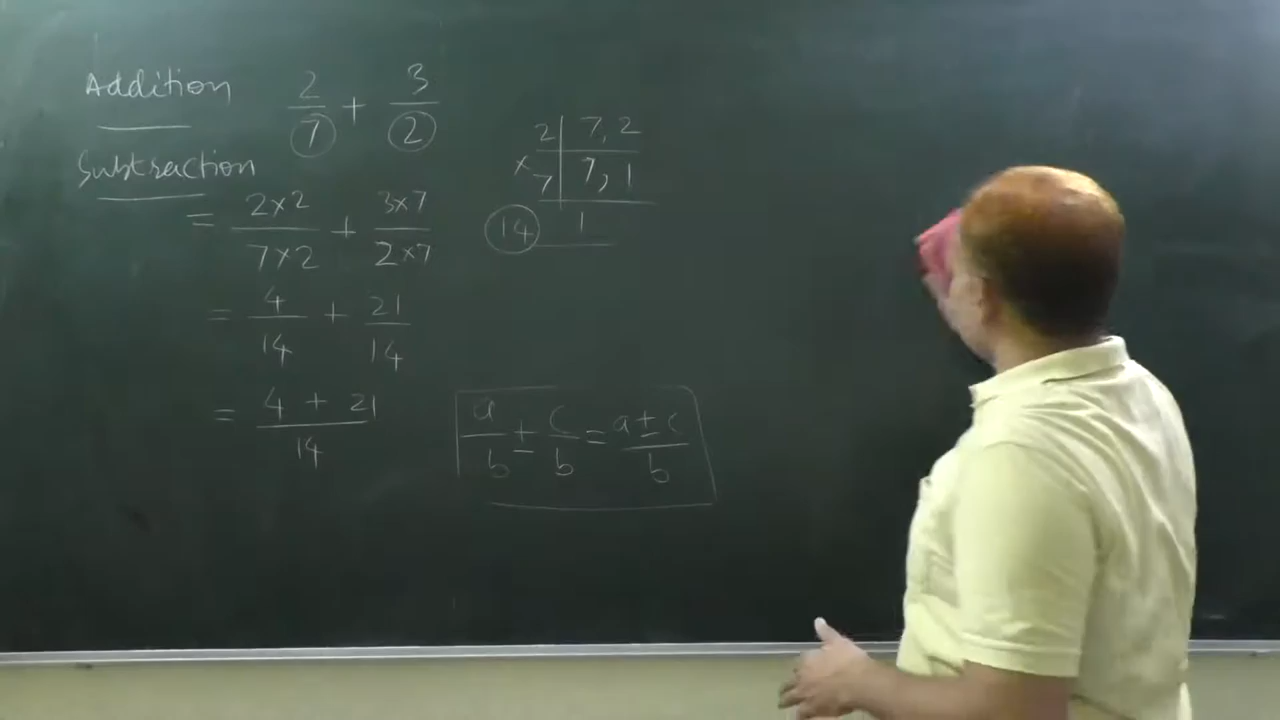 Addition 2/7 + 3/2
Subtraction
= 2×2/7×2 + 3×7/2×7
= 4/14 + 21/14
= 4 + 21/14
2 | 7, 2
× 7 | 7, 1
14 1
a/b ± c/b = a ± c/b